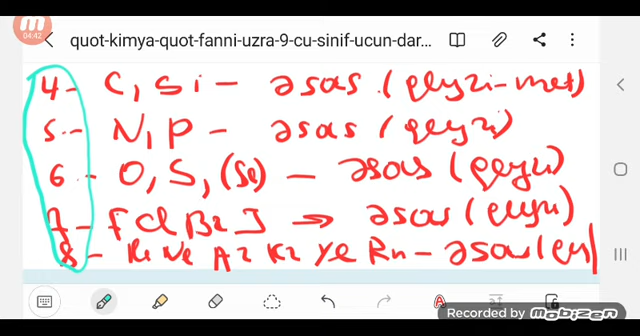 04:42
quot-kimya-quot-fanni-uzra-9-cu-sinif-ucun-dar...
4 - C, Si - əsas (qeyri-met)
5 - N, P - əsas (qeyri)
6 - O, S, (Se) - əsas (qeyri)
7 - F Cl Br I → əsas (qeyri)
8 - He Ne Ar Kr Xe Rn - əsas
Recorded by MOBIZEN